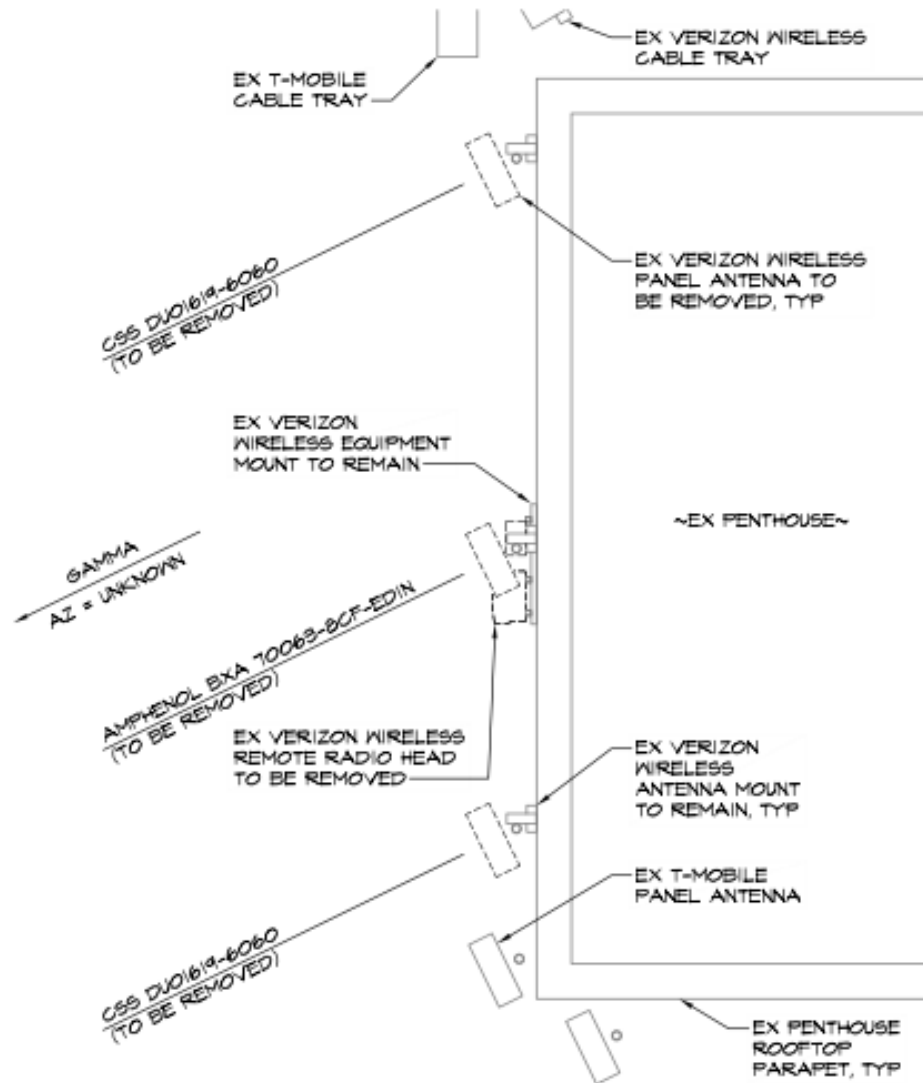 EX VERIZON WIRELESS
CABLE TRAY
EX T-MOBILE
CABLE TRAY
CSS DUO1619-6060
(TO BE REMOVED)
EX VERIZON WIRELESS
PANEL ANTENNA TO
BE REMOVED, TYP
EX VERIZON
WIRELESS EQUIPMENT
MOUNT TO REMAIN
~EX PENTHOUSE~
GAMMA
AZ = UNKNOWN
AMPHENOL BXA 70063-8CF-EDIN
(TO BE REMOVED)
EX VERIZON WIRELESS
REMOTE RADIO HEAD
TO BE REMOVED
EX VERIZON
WIRELESS
ANTENNA MOUNT
TO REMAIN, TYP
EX T-MOBILE
PANEL ANTENNA
CSS DUO1619-6060
(TO BE REMOVED)
EX PENTHOUSE
ROOFTOP
PARAPET, TYP